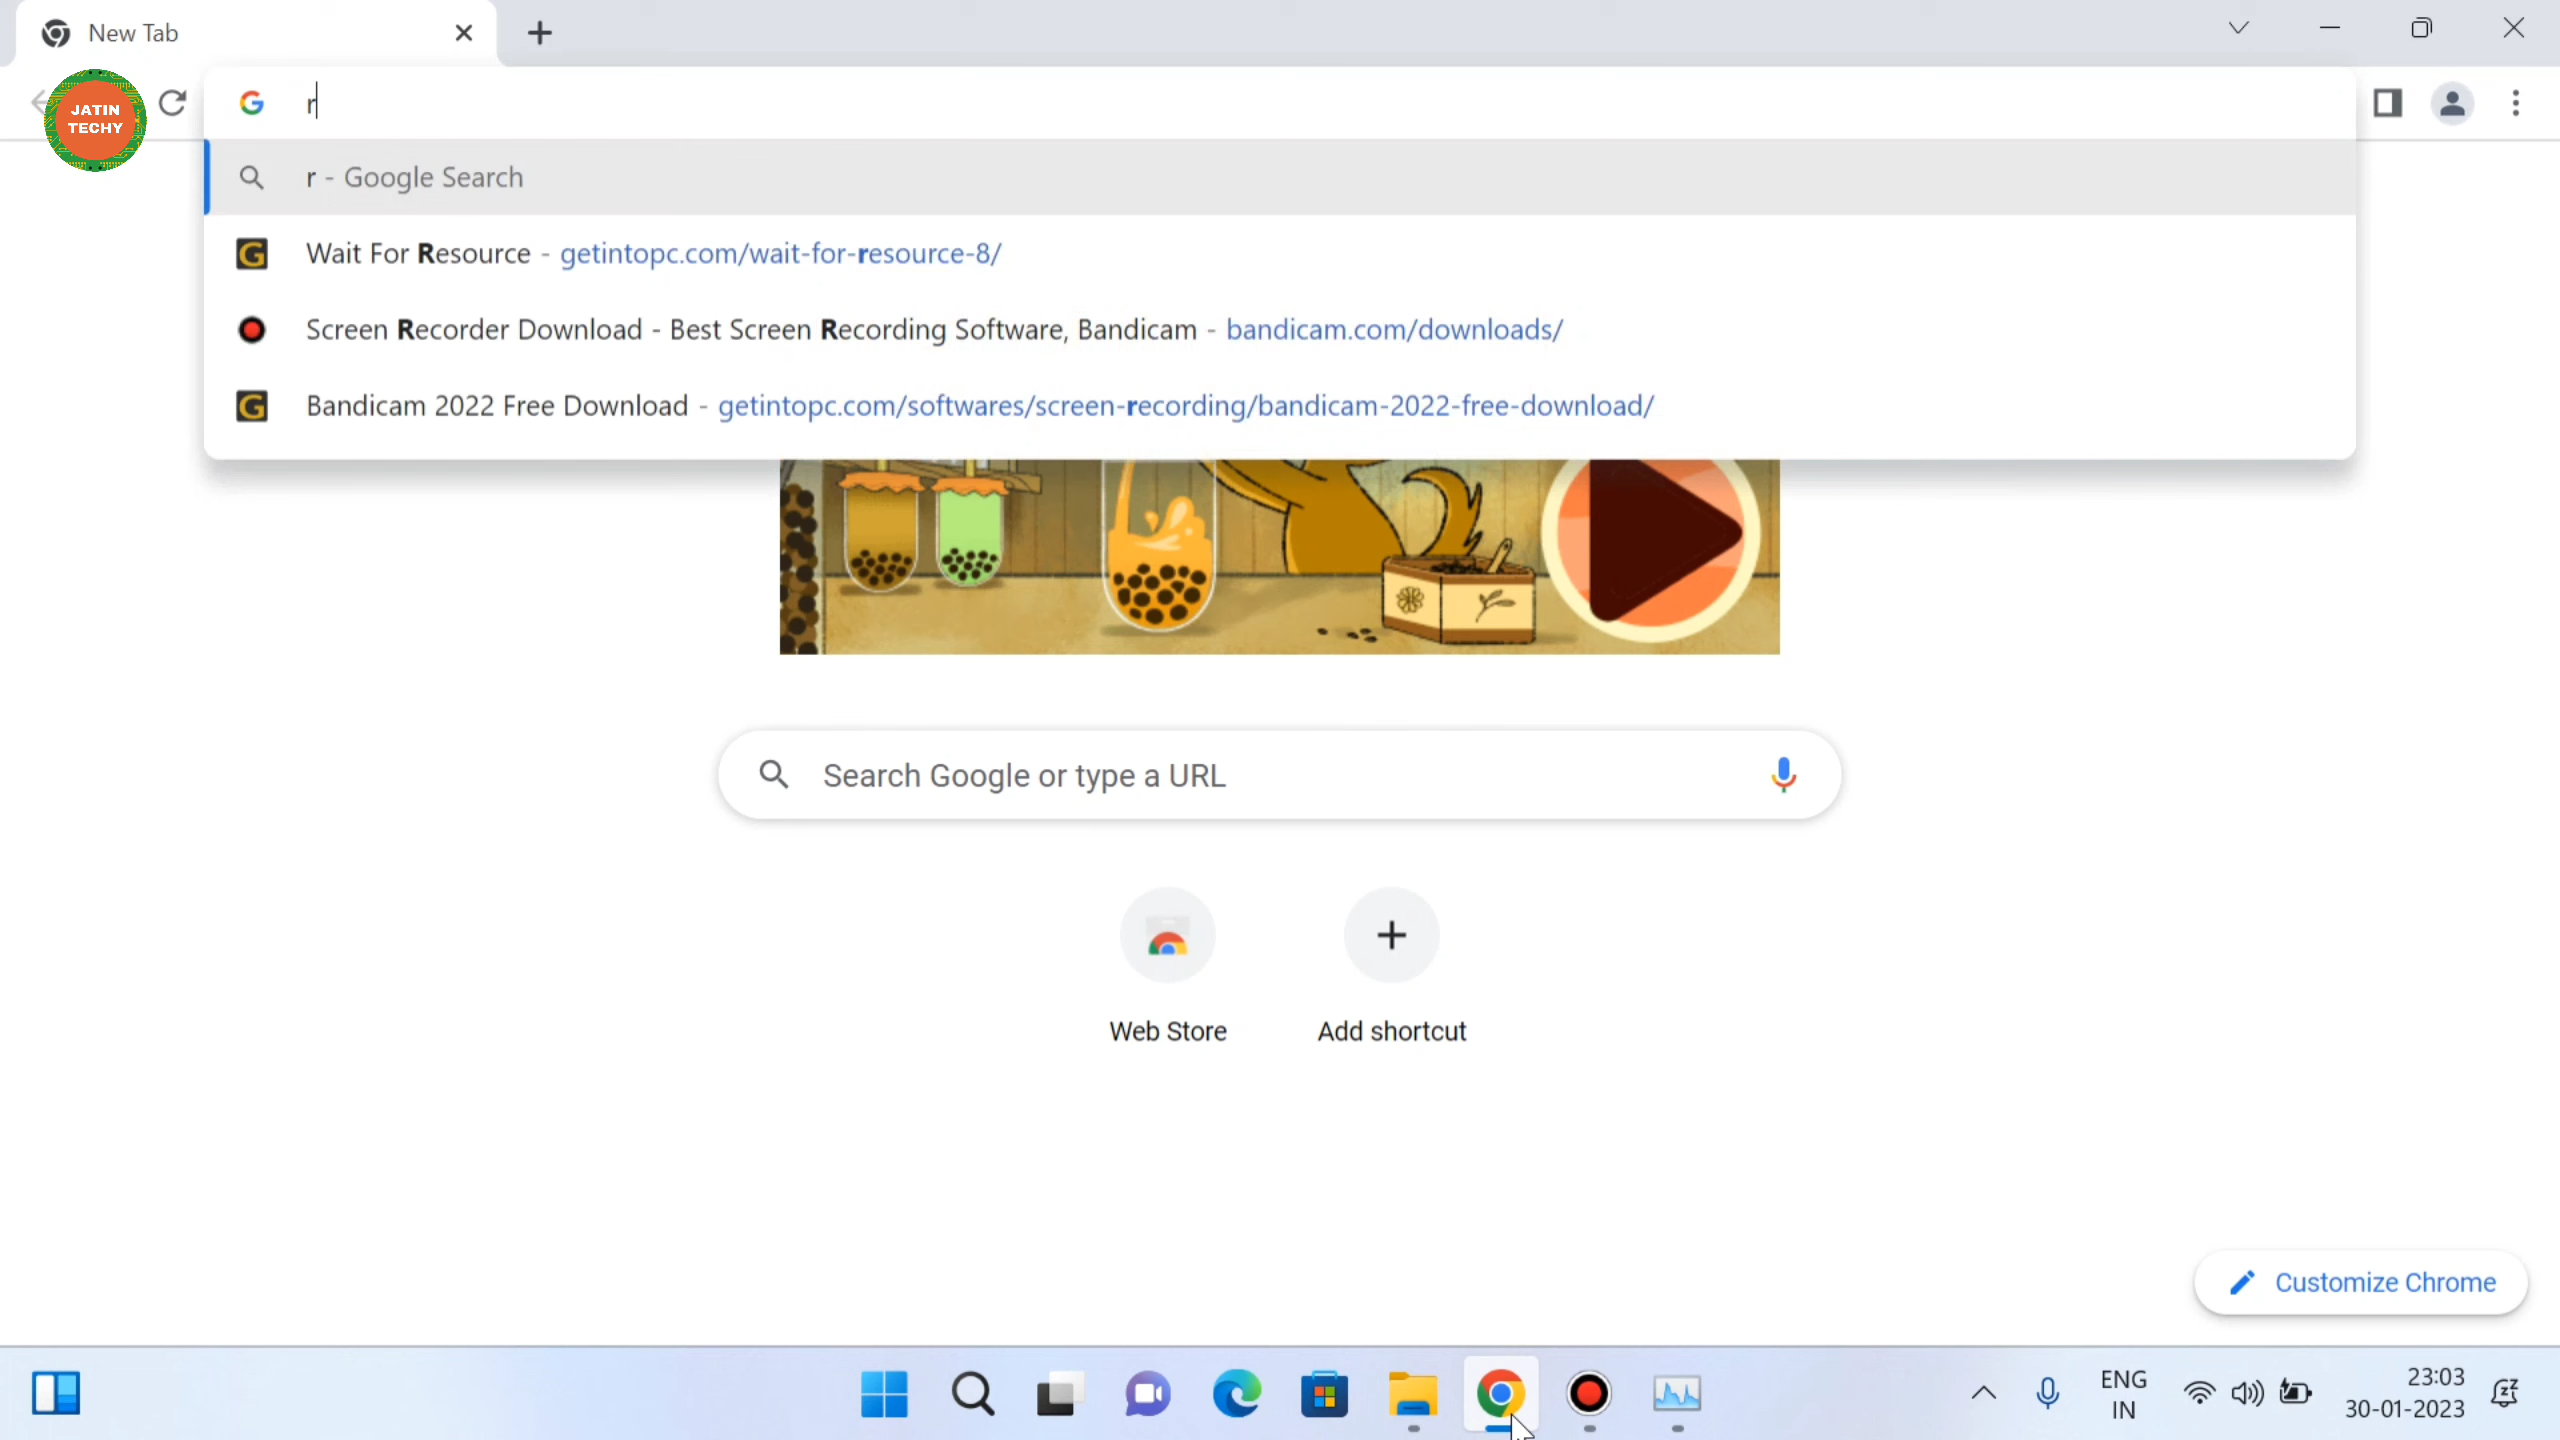 New Tab
JATIN
TECHY
r
r - Google Search
Wait For Resource - getintopc.com/wait-for-resource-8/
Screen Recorder Download - Best Screen Recording Software, Bandicam - bandicam.com/downloads/
Bandicam 2022 Free Download - getintopc.com/softwares/screen-recording/bandicam-2022-free-download/
Search Google or type a URL
Web Store
Add shortcut
Customize Chrome
ENG
IN
23:03
30-01-2023